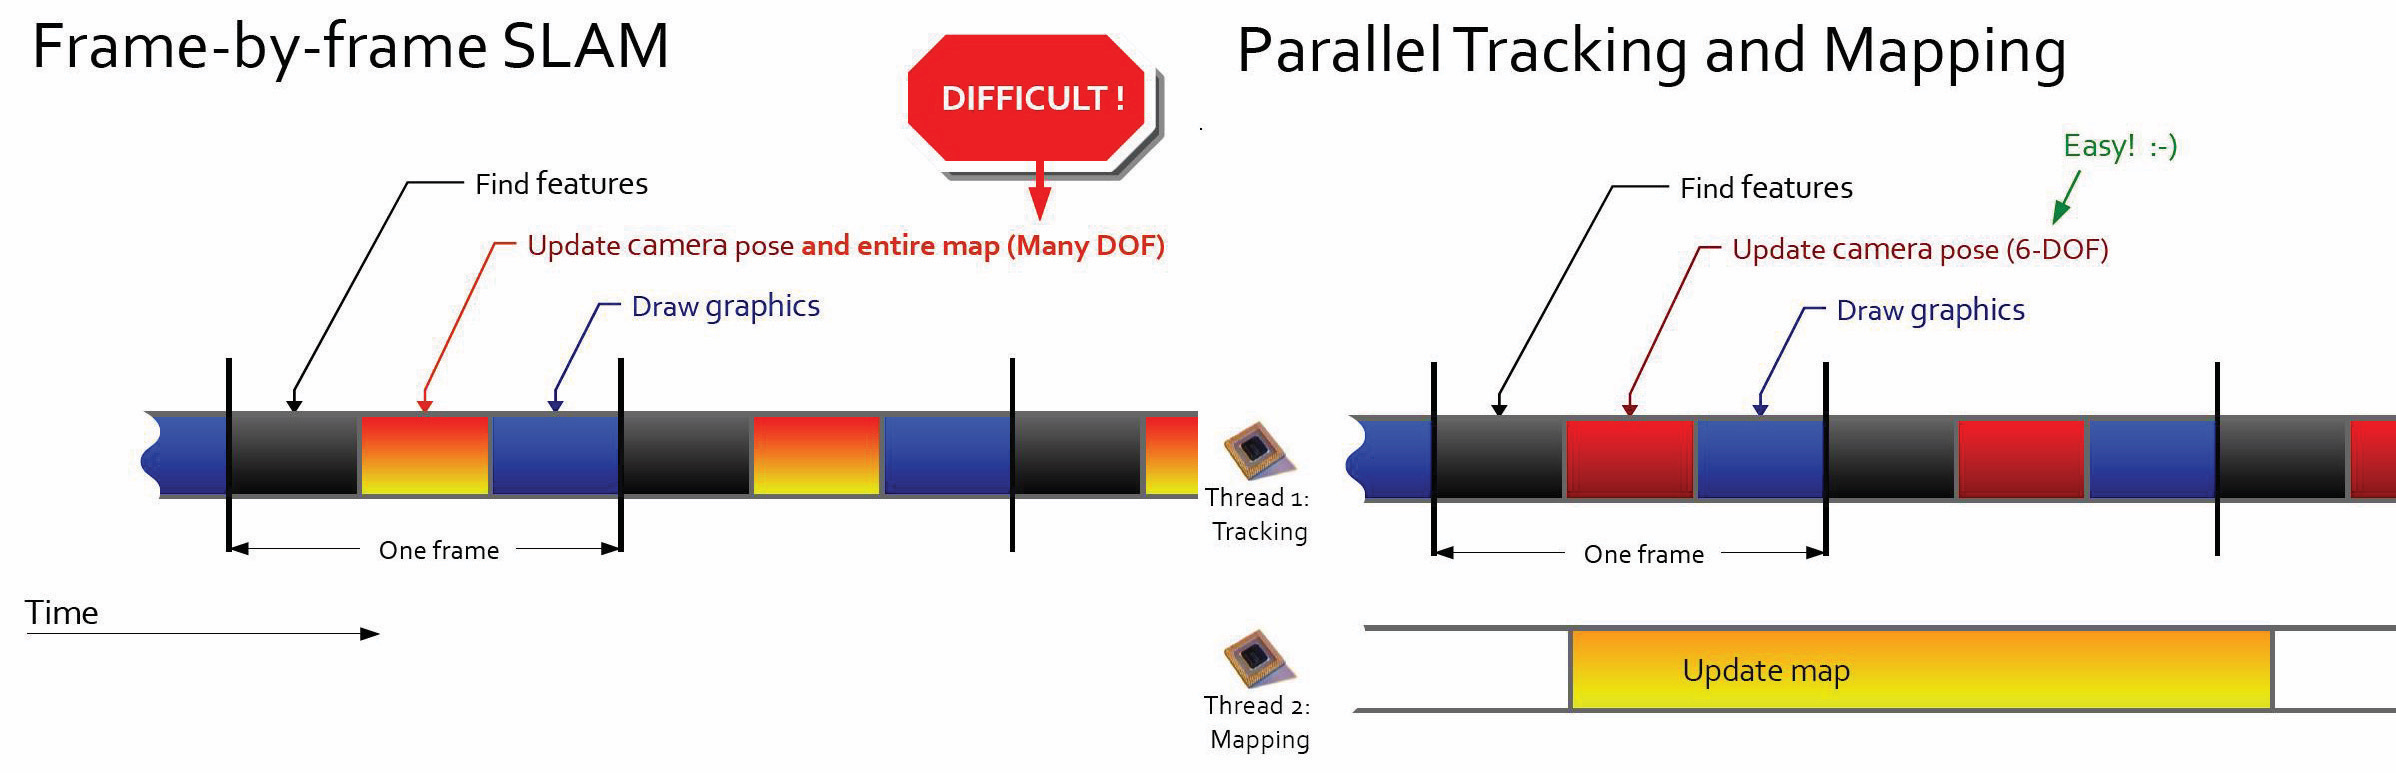 Frame-by-frame SLAM
DIFFICULT !
Find features
Update camera pose and entire map (Many DOF)
Draw graphics
One frame
Time
Parallel Tracking and Mapping
Easy! :-)
Find features
Update camera pose (6-DOF)
Draw graphics
Thread 1:
Tracking
One frame
Update map
Thread 2:
Mapping